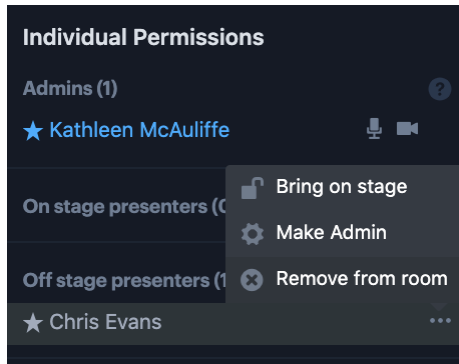 Individual Permissions
Admins (1)
?
Kathleen McAuliffe
Bring on stage
On stage presenters (
Make Admin
Off stage presenters (1
Remove from room
Chris Evans